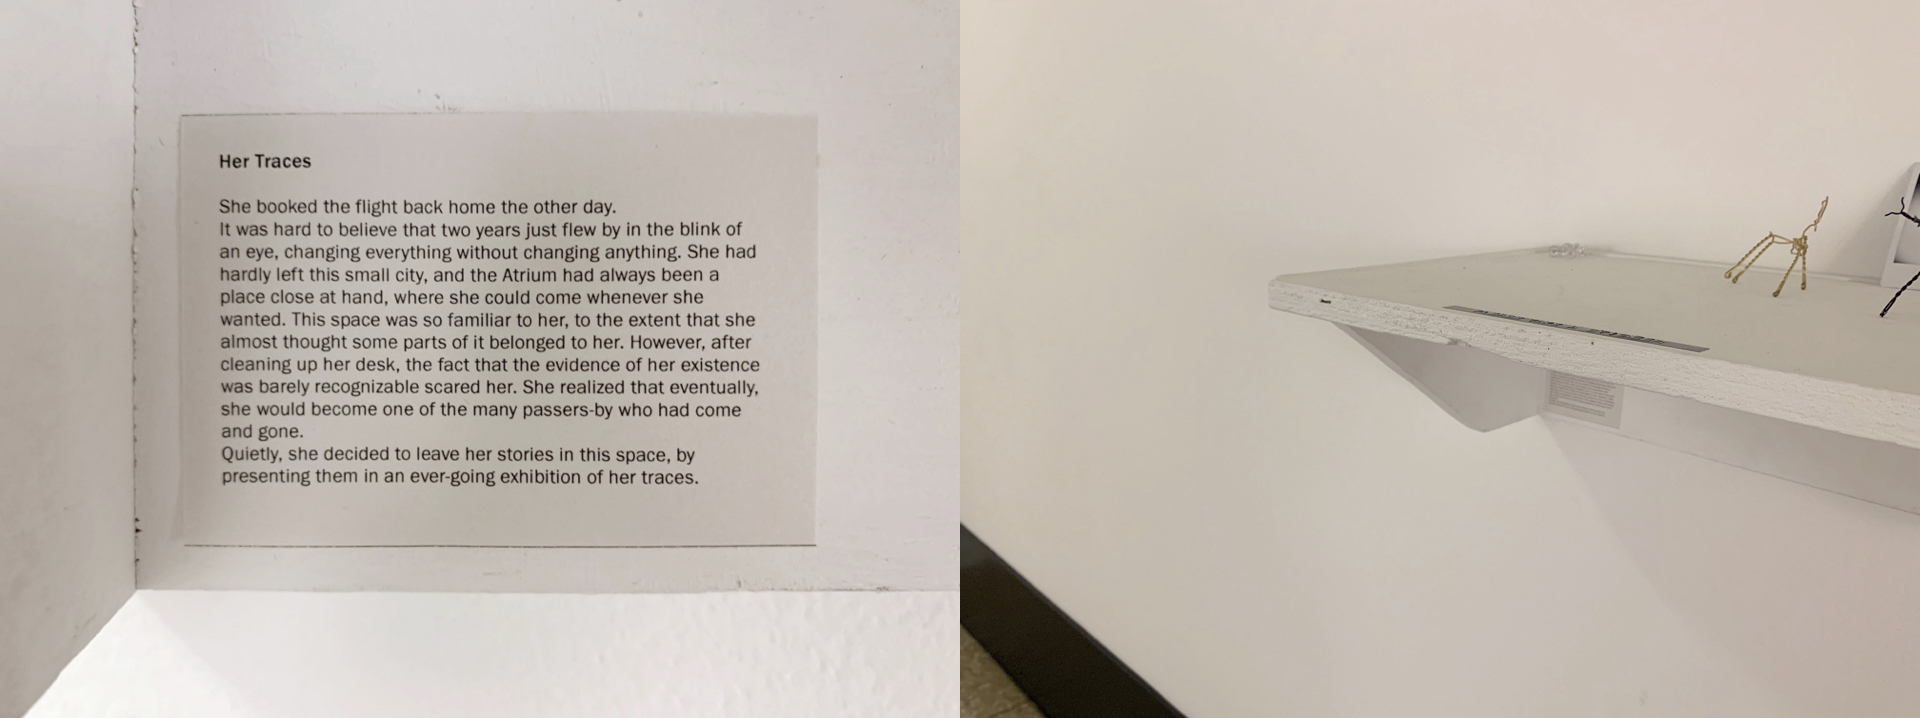 Her Traces
She booked the flight back home the other day.
It was hard to believe that two years just flew by in the blink of
an eye, changing everything without changing anything. She had
hardly left this small city, and the Atrium had always been a
place close at hand, where she could come whenever she
wanted. This space was so familiar to her, to the extent that she
almost thought some parts of it belonged to her. However, after
cleaning up her desk, the fact that the evidence of her existence
was barely recognizable scared her. She realized that eventually,
she would become one of the many passers-by who had come
and gone.
Quietly, she decided to leave her stories in this space, by
presenting them in an ever-going exhibition of her traces.